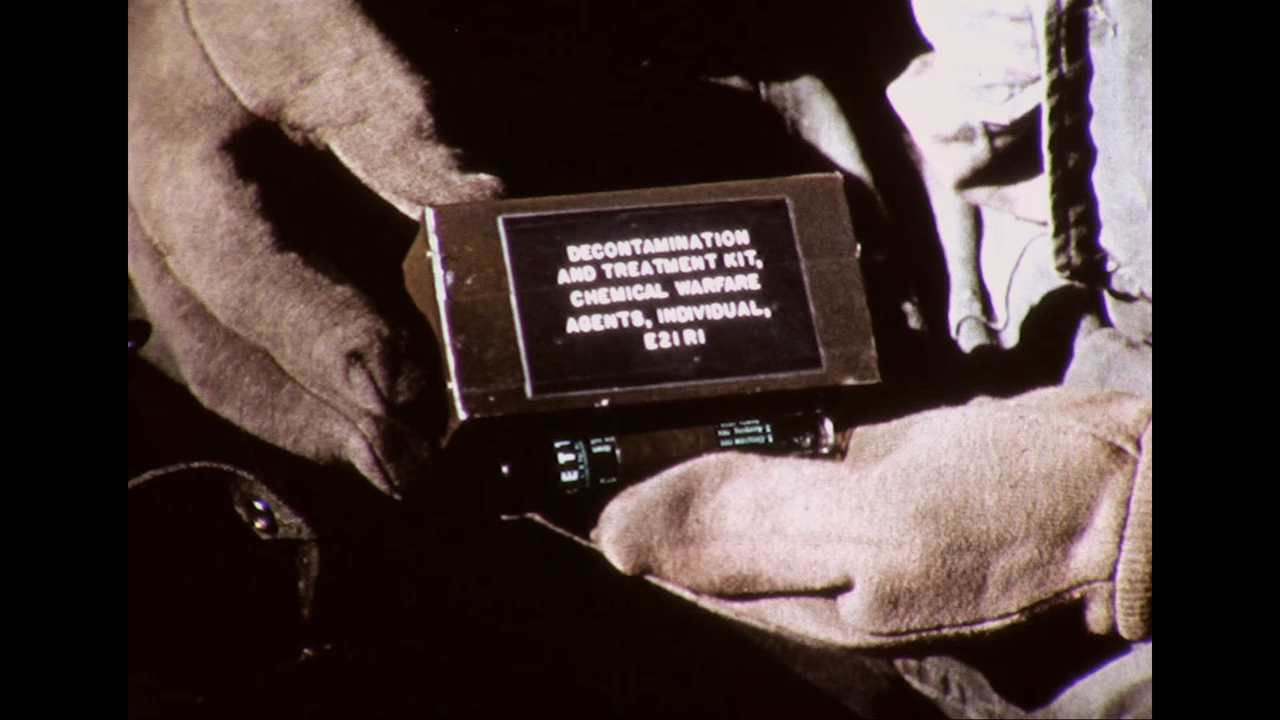 DECONTAMINATION
AND TREATMENT KIT,
CHEMICAL WARFARE
AGENTS, INDIVIDUAL,
E21R1